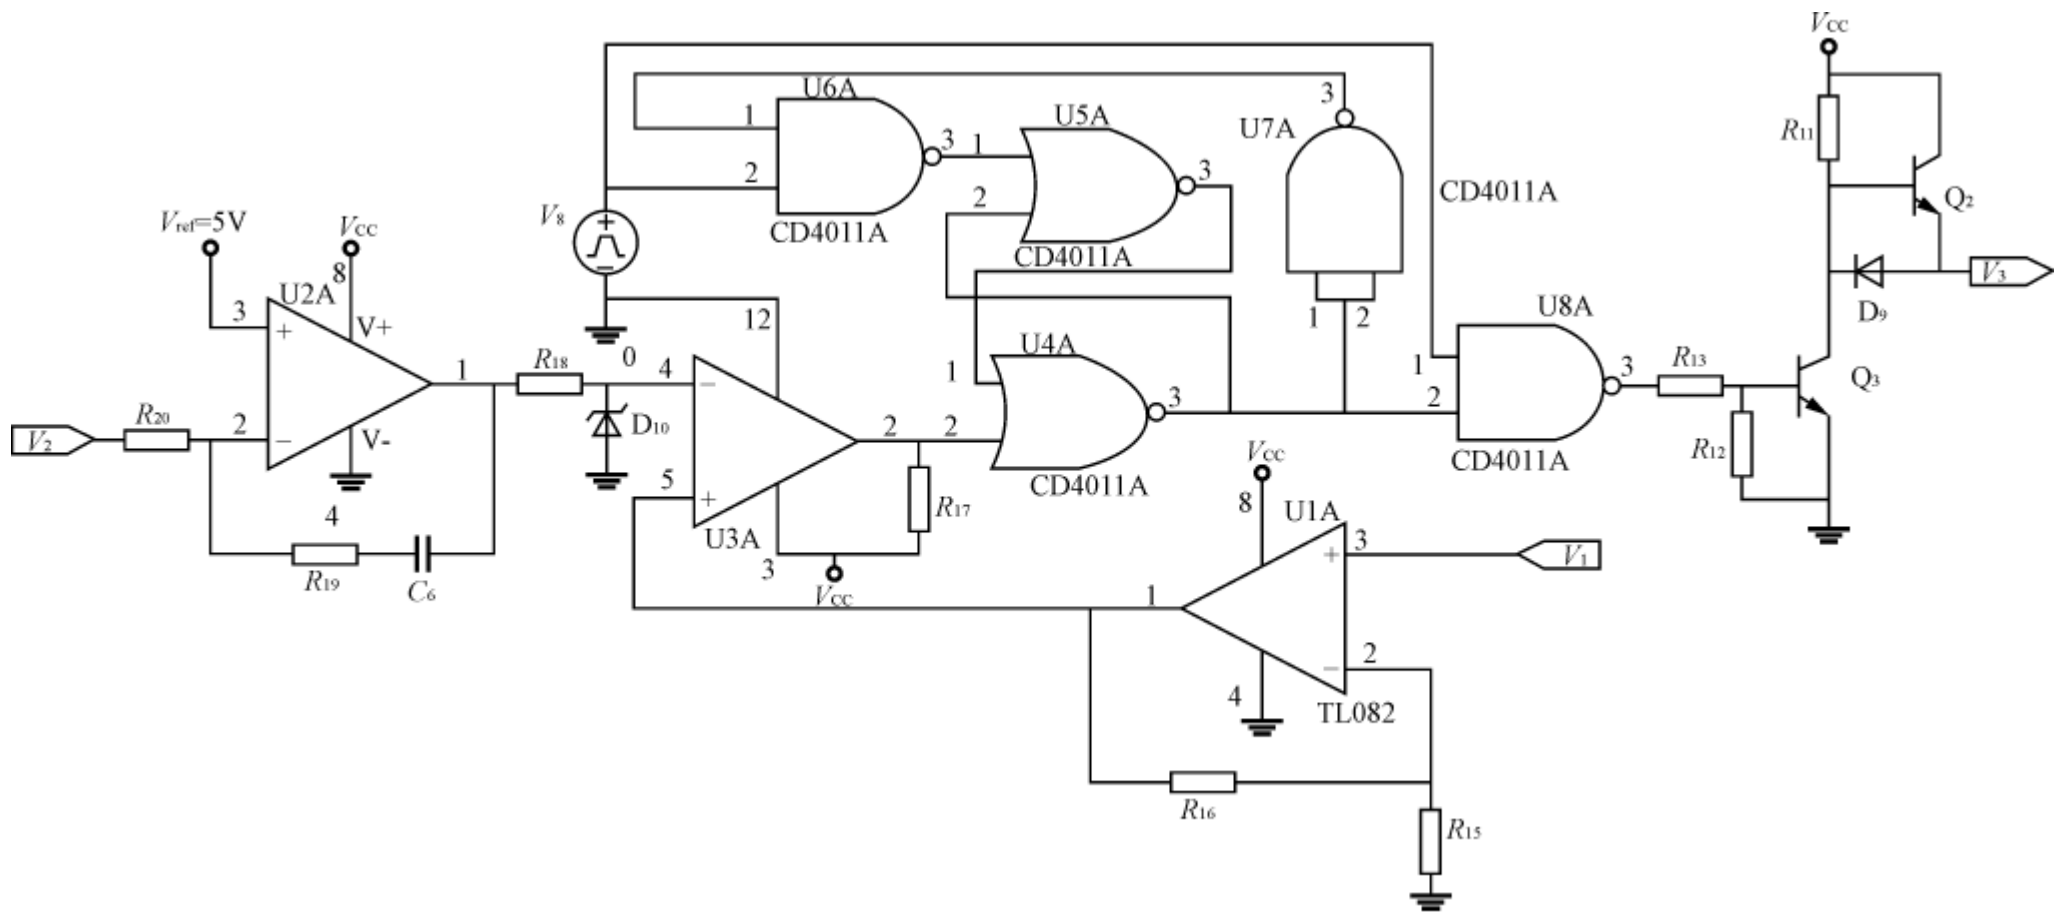 VCC
U6A
3
1
U5A
R11
U7A
3
1
3
2
2
CD4011A
Q2
V8
Vref=5V
VCC
CD4011A
CD4011A
V3
8
U2A
D9
3
V+
12
1
2
U8A
R18
0
U4A
1
4
1
R13
3
Q3
R20
2
V-
D10
3
2
V2
2
2
R12
CD4011A
5
CD4011A
VCC
4
R17
8
U1A
U3A
3
V1
R19
C6
3
VCC
1
2
4
TL082
R16
R15